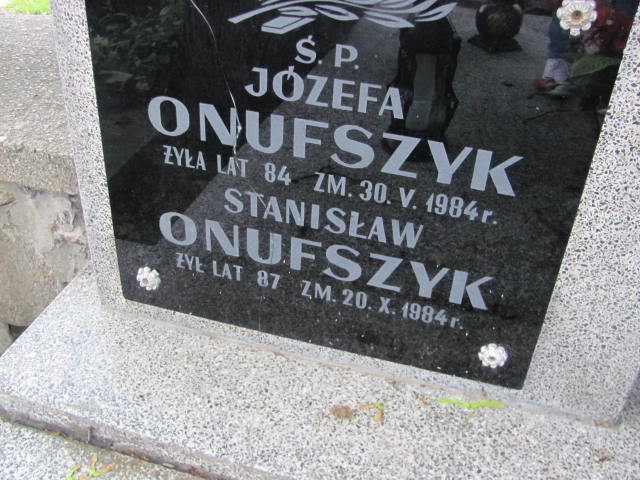 Ś. P.
JÓZEFA
ONUFSZYK
ŻYŁA LAT 84 ZM. 30. V. 1984 r.
STANISŁAW
ONUFSZYK
ŻYŁ LAT 87 ZM. 20. X. 1984 r.